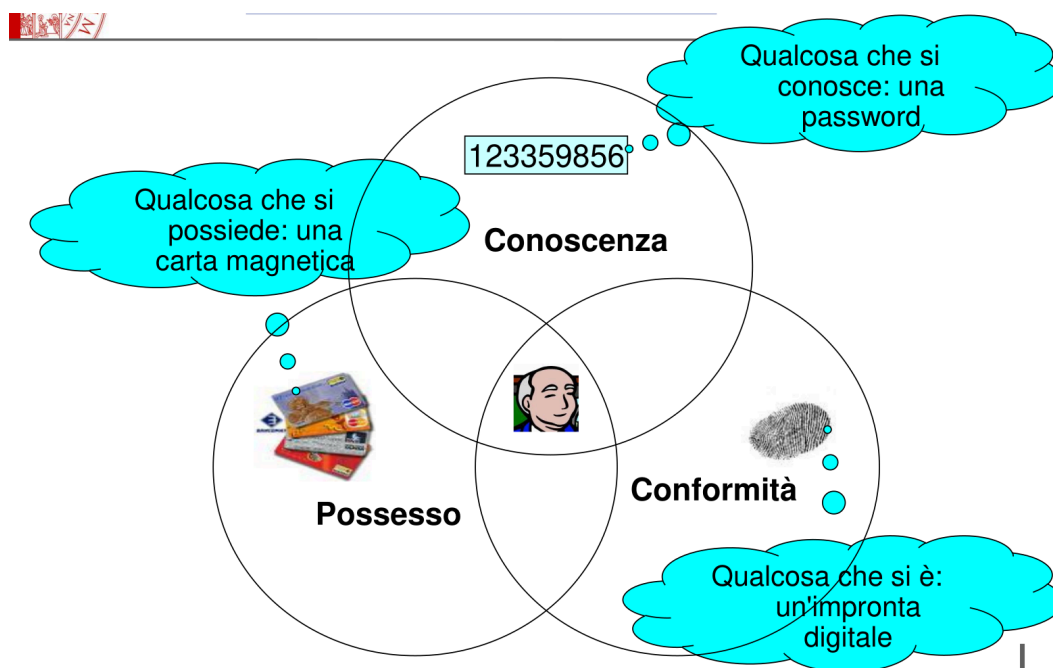 Qualcosa che si
conosce: una
password
123359856
Qualcosa che si
possiede: una
carta magnetica
Conoscenza
Possesso
Conformità
Qualcosa che si è:
un'impronta
digitale